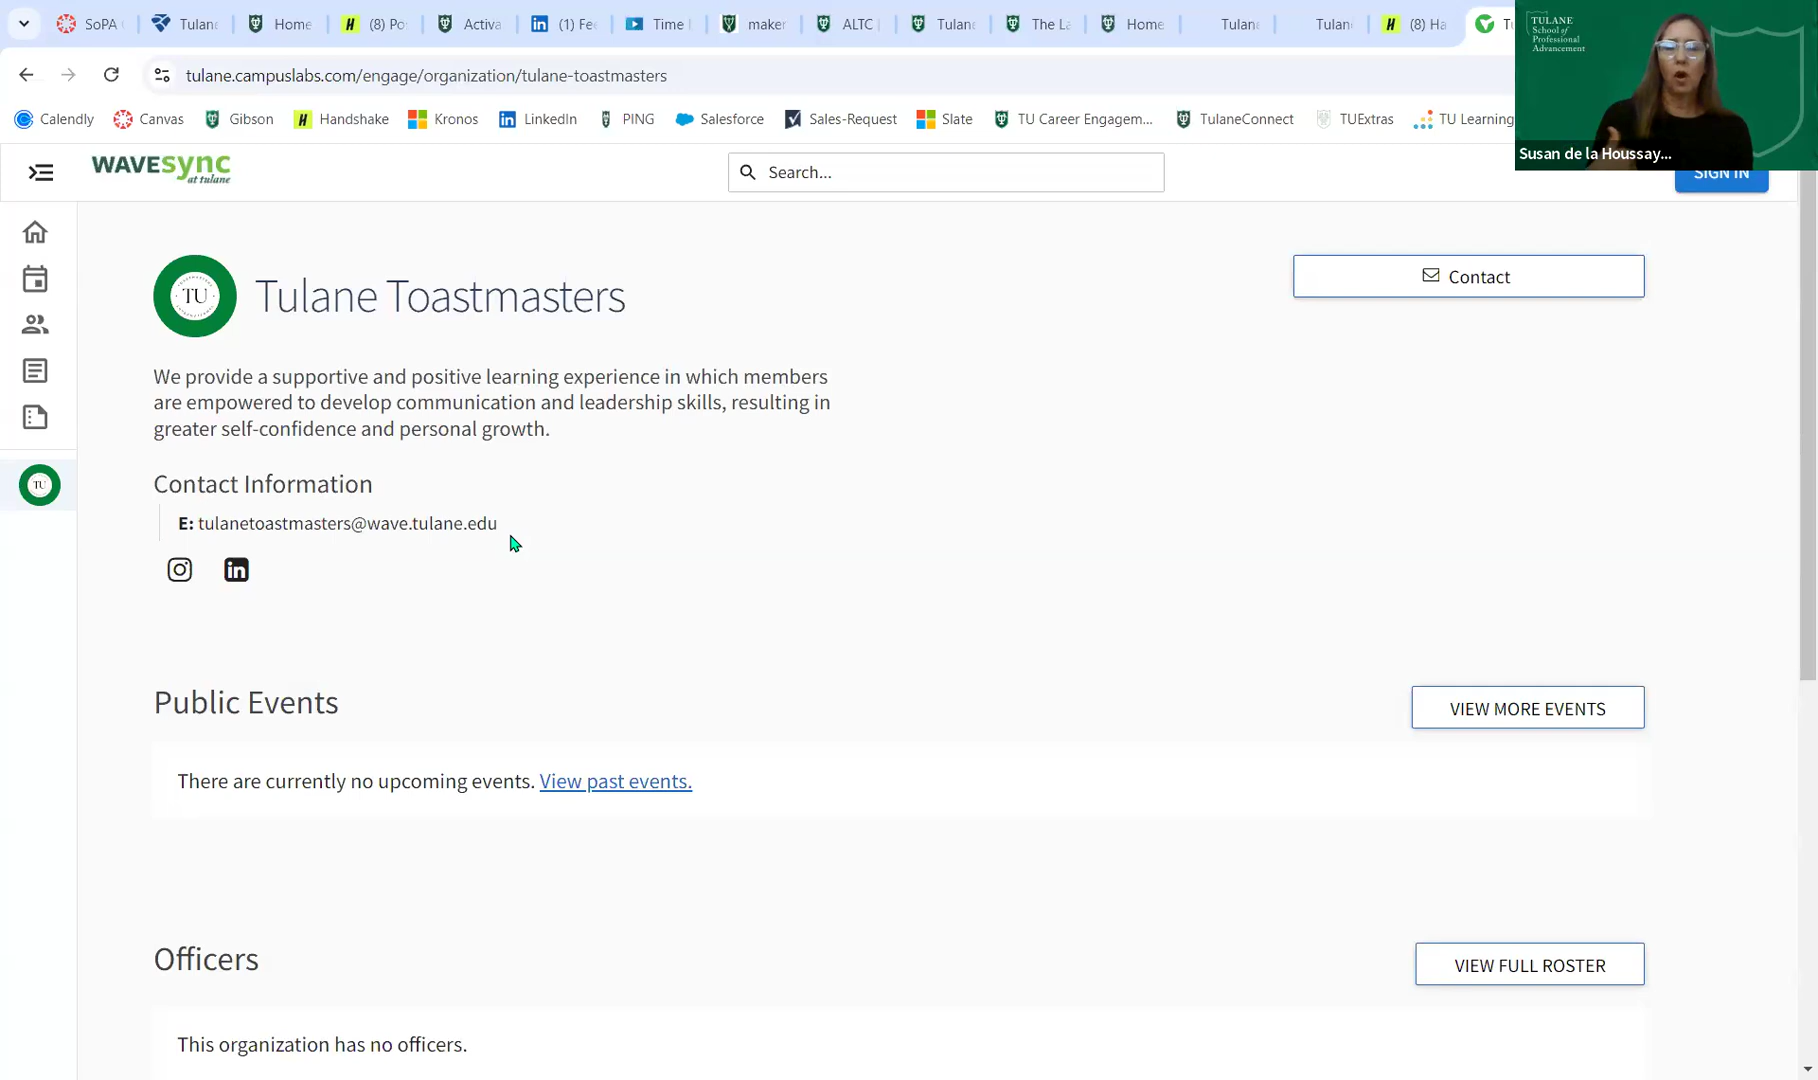 SoPA
Tulane
Home
(8) Po
Activa
(1) Fe
Time
maker
ALTC
Tulane
The La
Home
Tulane
Tulane
(8) Ha
tulane.campuslabs.com/engage/organization/tulane-toastmasters
Calendly
Canvas
Gibson
Handshake
Kronos
LinkedIn
PING
Salesforce
Sales-Request
Slate
TU Career Engagem...
TulaneConnect
TUExtras
TU Learning
TULANE
School of
Professional
Advancement
Susan de la Houssay...
WAVEsync
at tulane
Search...
SIGN IN
TU
Tulane Toastmasters
Contact
We provide a supportive and positive learning experience in which members
are empowered to develop communication and leadership skills, resulting in
greater self-confidence and personal growth.
Contact Information
E: tulanetoastmasters@wave.tulane.edu
TU
Public Events
VIEW MORE EVENTS
There are currently no upcoming events. View past events.
Officers
VIEW FULL ROSTER
This organization has no officers.